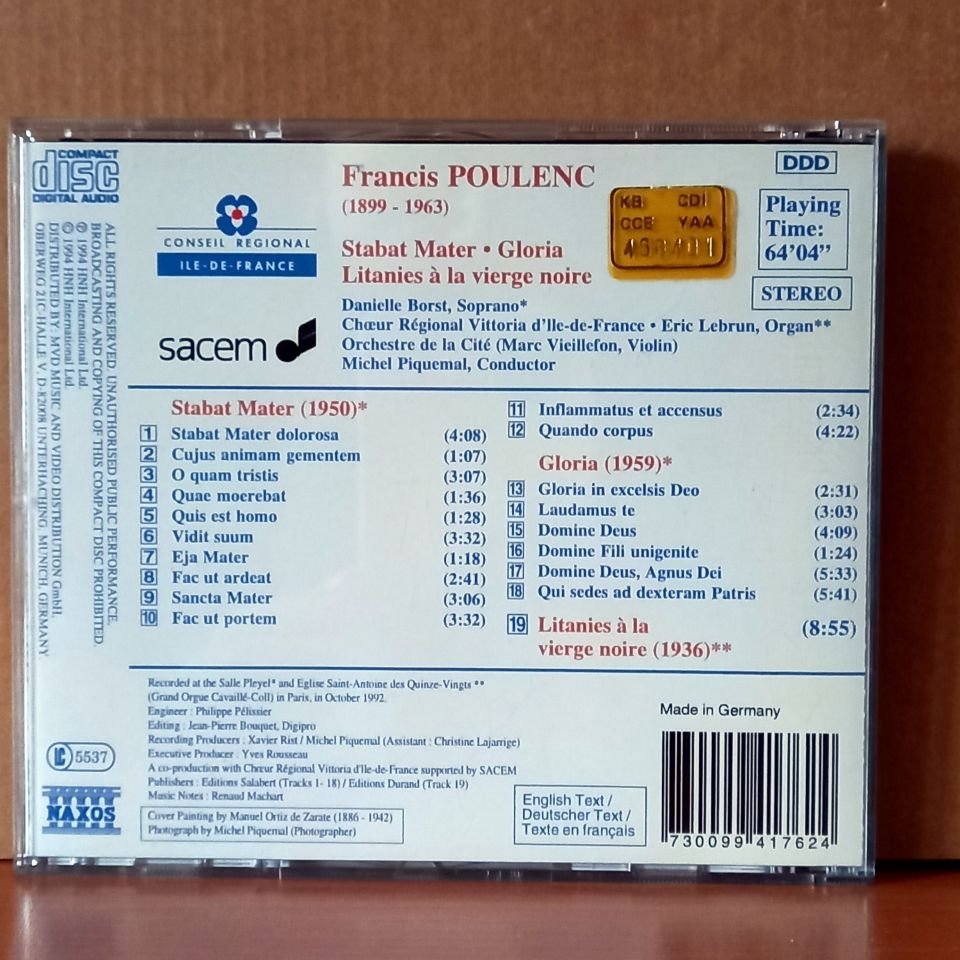 COMPACT
disc
DIGITAL AUDIO
CONSEIL REGIONAL
ILE-DE-FRANCE
sacem
Francis POULENC
(1899 - 1963)
Stabat Mater • Gloria
Litanies à la vierge noire
Danielle Borst, Soprano*
Chœur Régional Vittoria d'Ile-de-France • Eric Lebrun, Organ**
Orchestre de la Cité (Marc Vieillefon, Violin)
Michel Piquemal, Conductor
KB CDI
CCE YAA
DDD
Playing
Time:
64'04"
STEREO
Stabat Mater (1950)*
1 Stabat Mater dolorosa (4:08)
2 Cujus animam gementem (1:07)
3 O quam tristis (3:07)
4 Quae moerebat (1:36)
5 Quis est homo (1:28)
6 Vidit suum (3:32)
7 Eja Mater (1:18)
8 Fac ut ardeat (2:41)
9 Sancta Mater (3:06)
10 Fac ut portem (3:32)
11 Inflammatus et accensus (2:34)
12 Quando corpus (4:22)
Gloria (1959)*
13 Gloria in excelsis Deo (2:31)
14 Laudamus te (3:03)
15 Domine Deus (4:09)
16 Domine Fili unigenite (1:24)
17 Domine Deus, Agnus Dei (5:33)
18 Qui sedes ad dexteram Patris (5:41)
19 Litanies à la (8:55)
vierge noire (1936)**
Recorded at the Salle Pleyel* and Eglise Saint-Antoine des Quinze-Vingts **
(Grand Orgue Cavaillé-Coll) in Paris, in October 1992.
Engineer : Philippe Pélissier
Editing : Jean-Pierre Bouquet, Digipro
Recording Producers : Xavier Rist / Michel Piquemal (Assistant : Christine Lajarrige)
Executive Producer : Yves Rousseau
A co-production with Chœur Régional Vittoria d'Ile-de-France supported by SACEM
Publishers : Editions Salabert (Tracks 1- 18) / Editions Durand (Track 19)
Music Notes : Renaud Machart
Cover Painting by Manuel Ortiz de Zarate (1886 - 1942)
Photograph by Michel Piquemal (Photographer)
English Text /
Deutscher Text /
Texte en français
Made in Germany
7 30099 41762 4
ALL RIGHTS RESERVED. UNAUTHORISED PUBLIC PERFORMANCE,
BROADCASTING AND COPYING OF THIS COMPACT DISC PROHIBITED.
℗ 1994 HNH International Ltd.
© 1994 HNH International Ltd.
DISTRIBUTED BY: MVD MUSIC AND VIDEO DISTRIBUTION GmbH,
OBERWEG 21C-HALLE V, D-82008 UNTERHACHING, MUNICH, GERMANY.
LC 5537
NAXOS